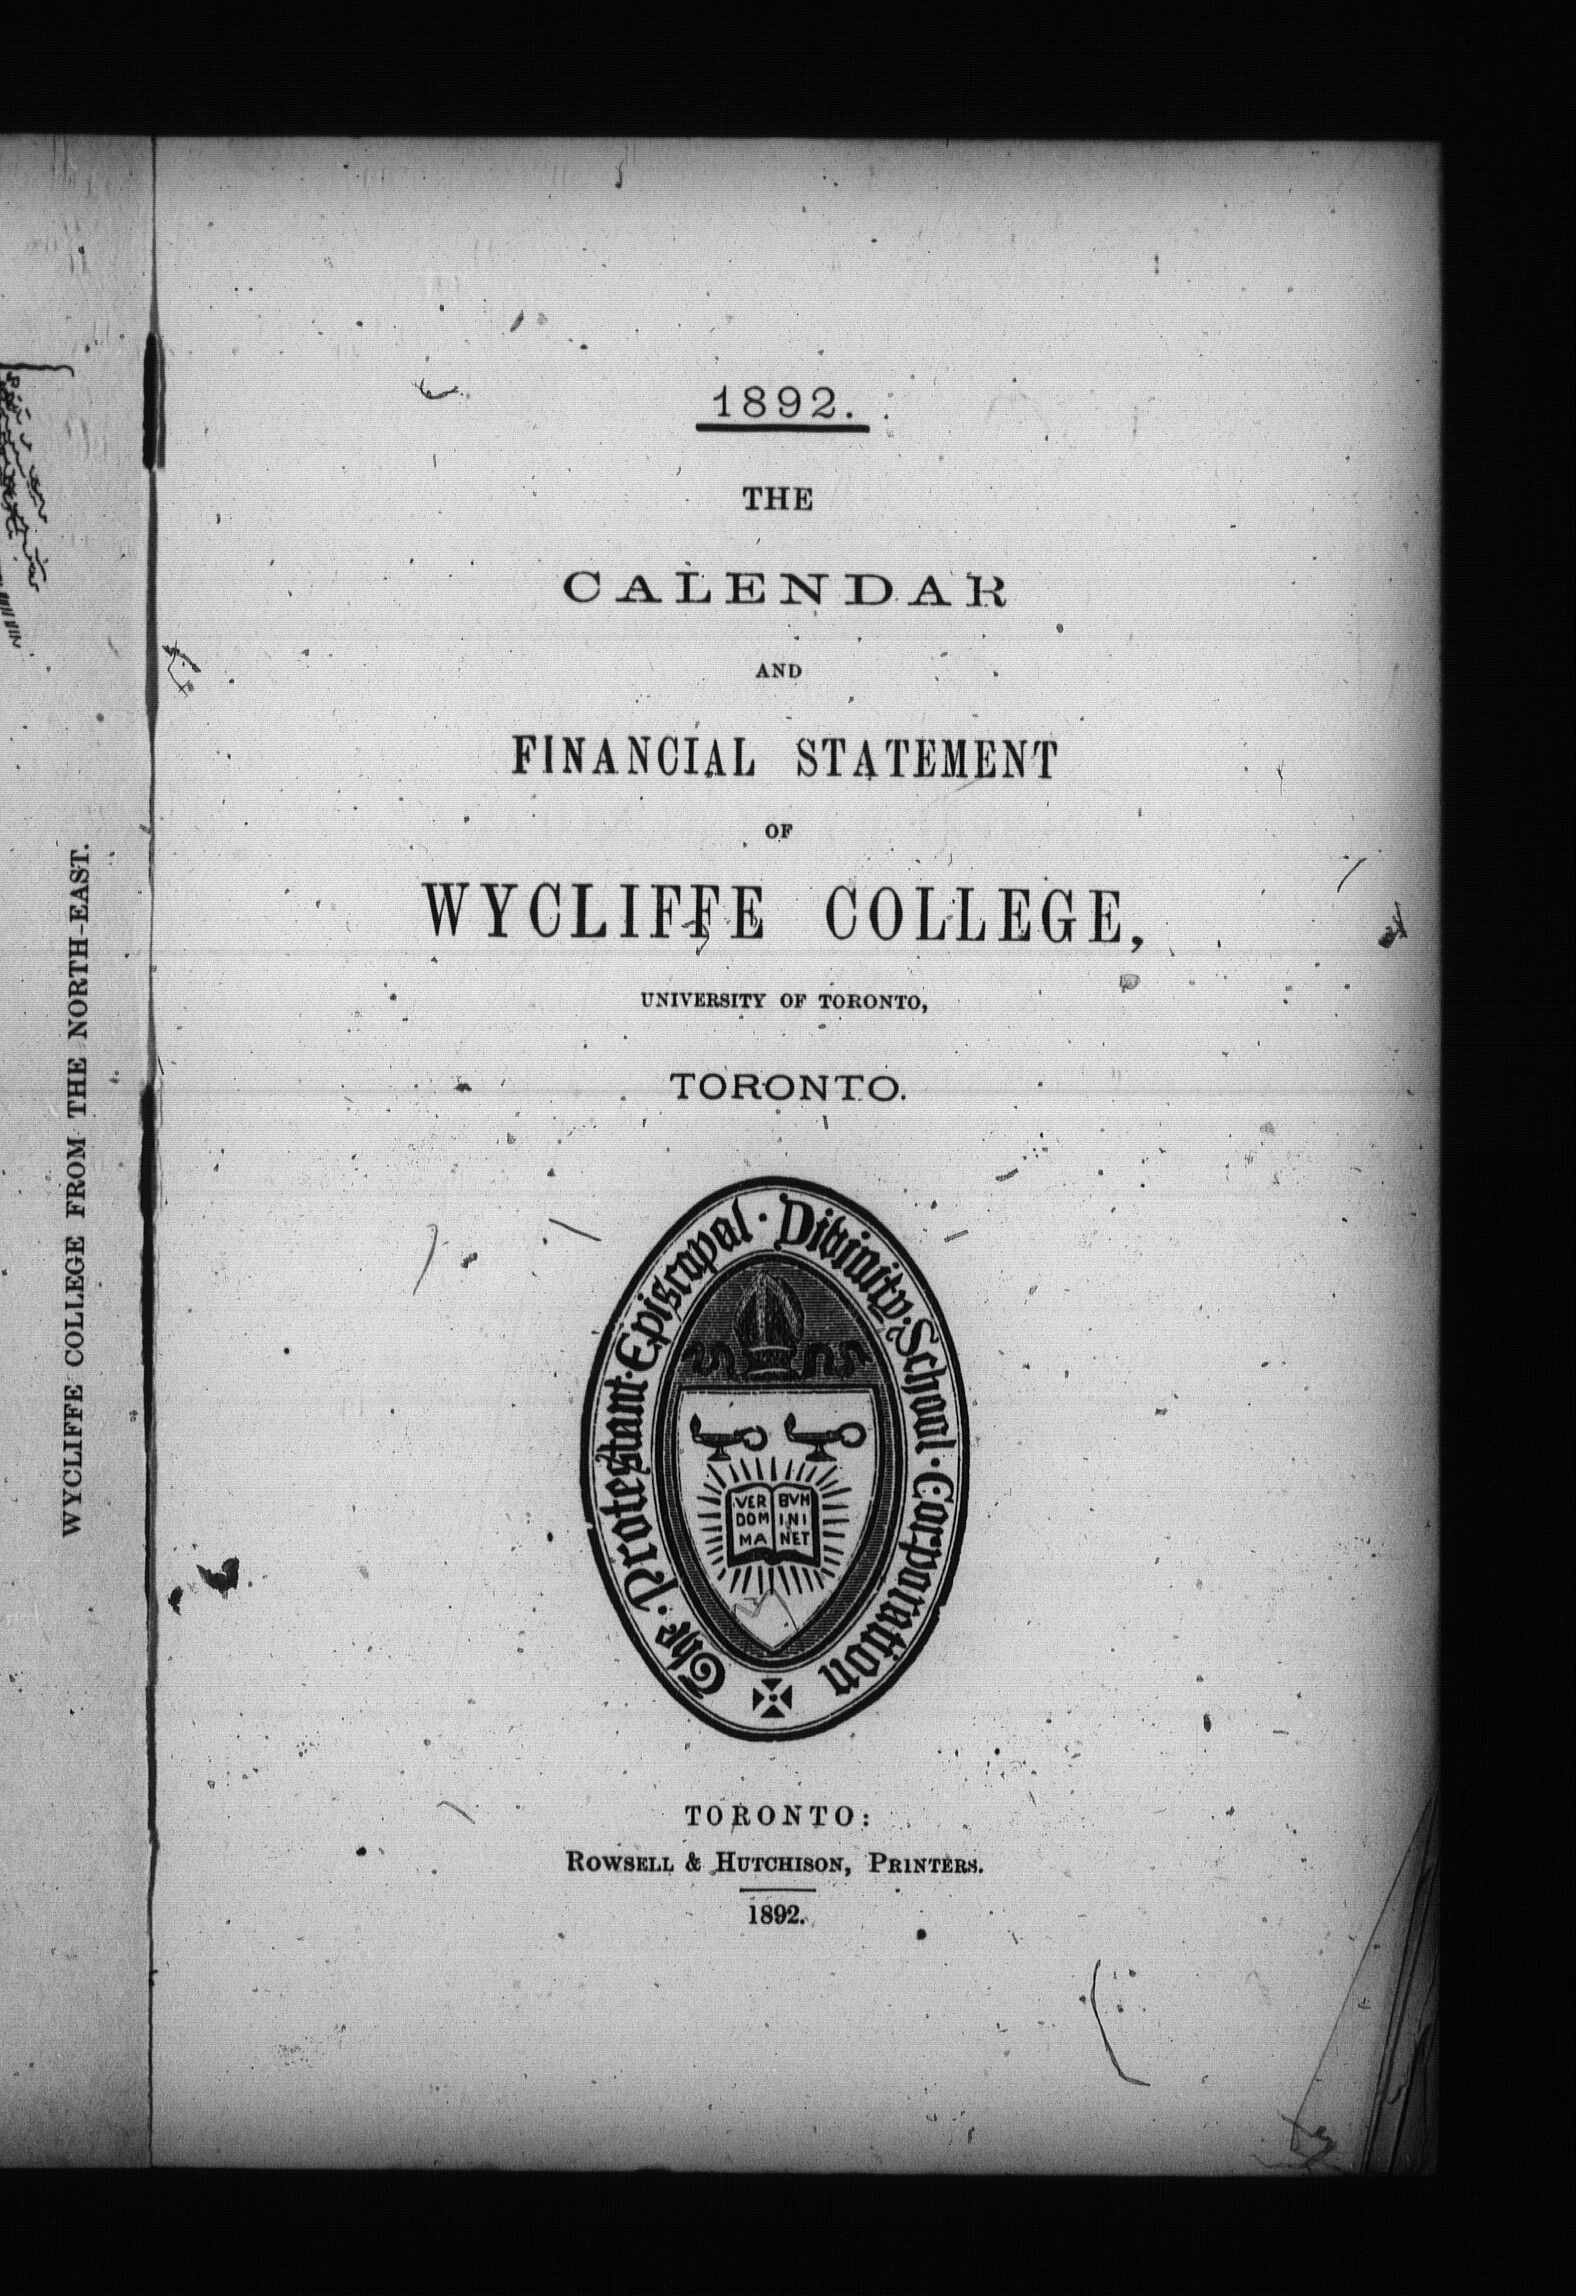 WYCLIFFE COLLEGE FROM THE NORTH-EAST.
1892.
THE
CALENDAR
AND
FINANCIAL STATEMENT
OF
WYCLIFFE COLLEGE,
UNIVERSITY OF TORONTO,
TORONTO.
The · Protestant · Episcopal · Divinity · School · Corporation
VER BVM
DOM INI
MA NET
TORONTO:
ROWSELL & HUTCHISON, PRINTERS.
1892.